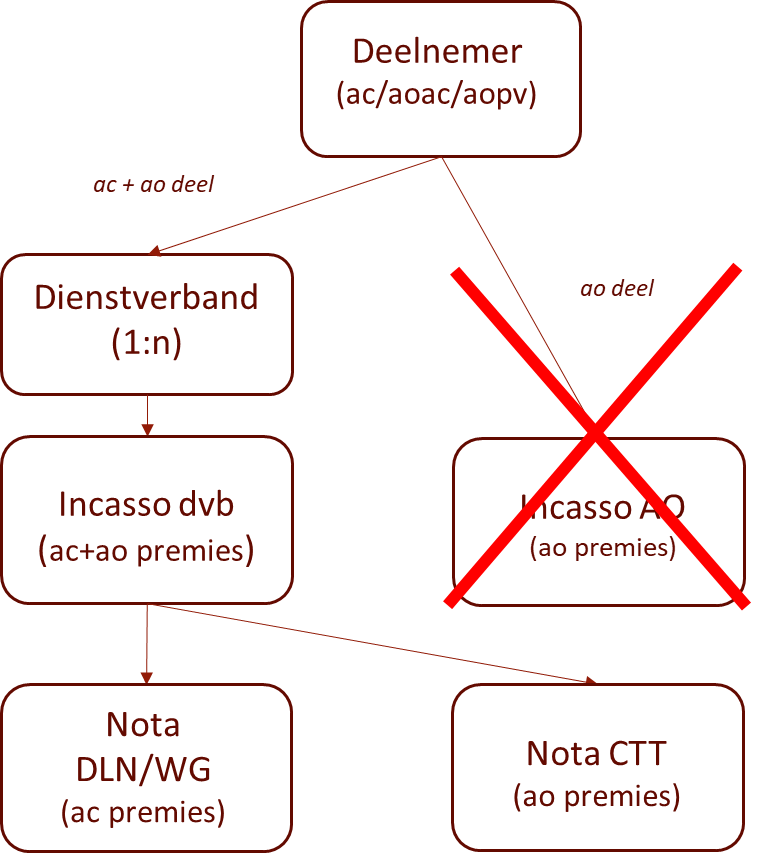 Deelnemer
(ac/aoac/aopv)
ac + ao deel
ao deel
Dienstverband
(1:n)
Incasso dvb
(ac+ao premies)
Incasso AO
(ao premies)
Nota
DLN/WG
(ac premies)
Nota CTT
(ao premies)